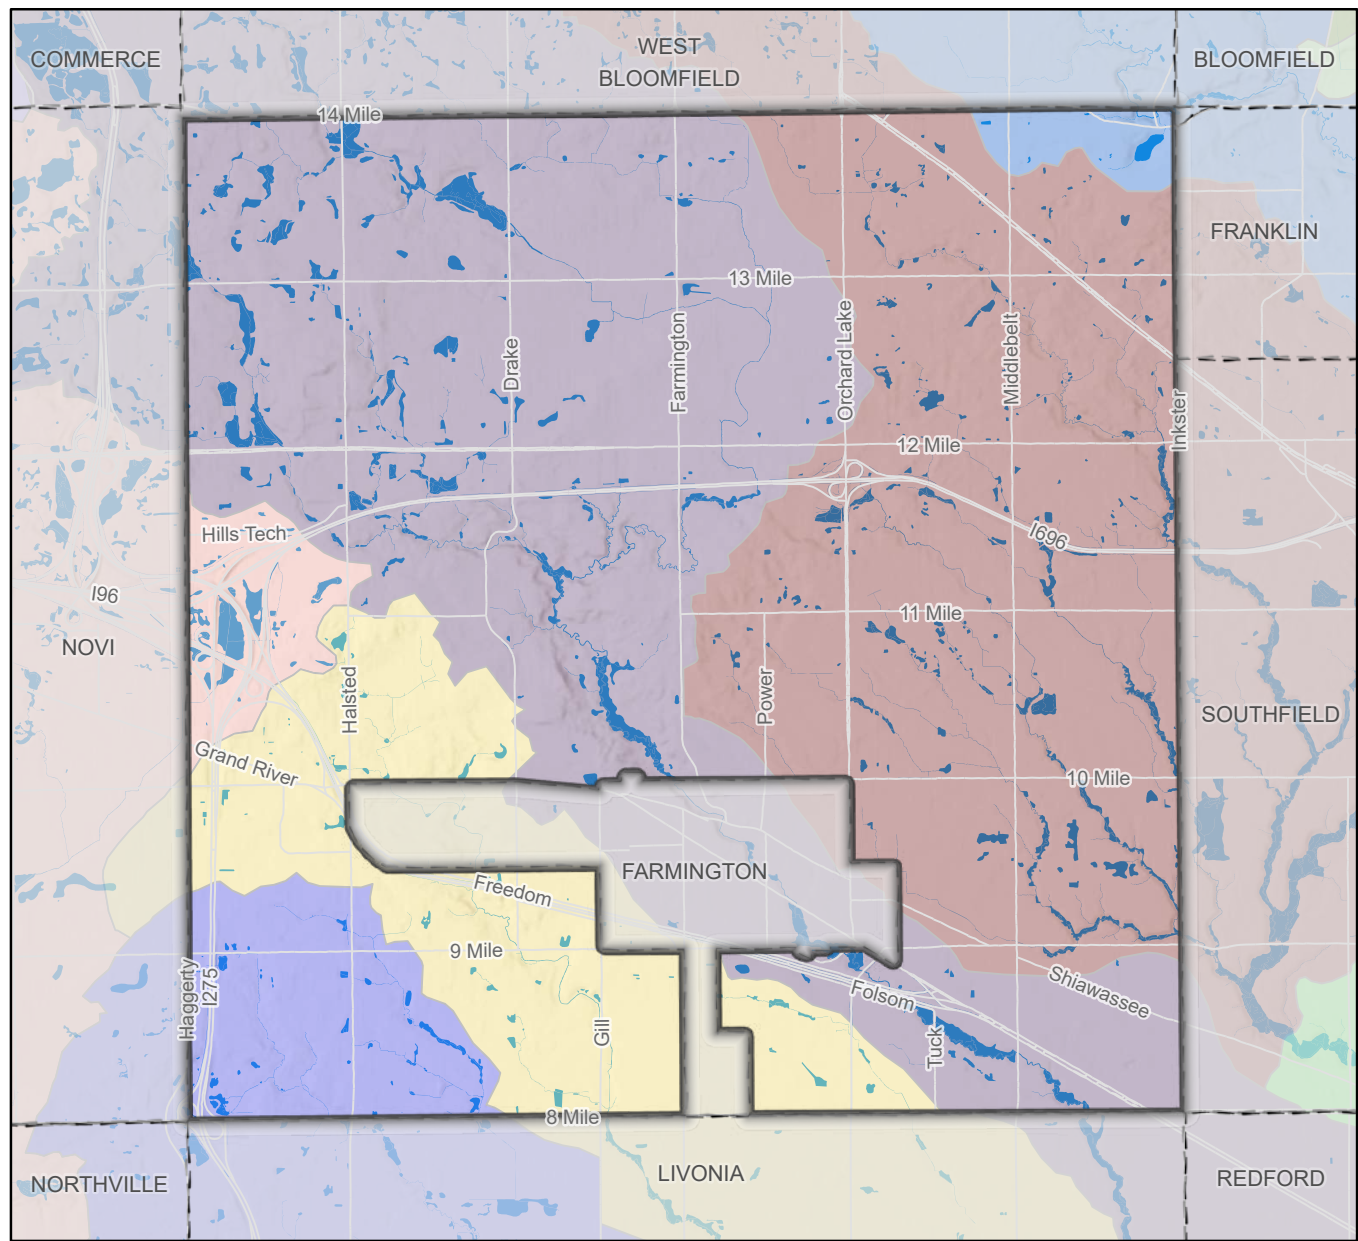 COMMERCE
WEST
BLOOMFIELD
BLOOMFIELD
14 Mile
FRANKLIN
13 Mile
Drake
Farmington
Orchard Lake
Middlebelt
Inkster
12 Mile
Hills Tech
I696
I96
11 Mile
NOVI
Halsted
Power
SOUTHFIELD
Grand River
10 Mile
FARMINGTON
Freedom
9 Mile
Haggerty
I275
Folsom
Shiawassee
Gill
Tuck
8 Mile
NORTHVILLE
LIVONIA
REDFORD